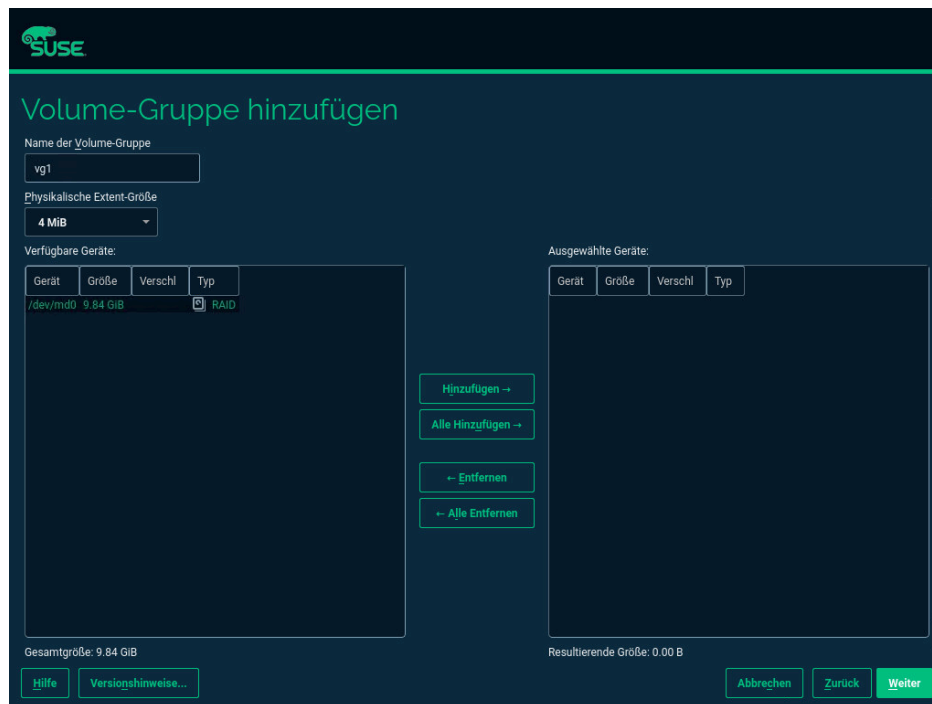 SUSE
Volume-Gruppe hinzufügen
Name der Volume-Gruppe
vg1
Physikalische Extent-Größe
4 MiB
Verfügbare Geräte:
Gerät Größe Verschl Typ
/dev/md0 9.84 GiB RAID
Gesamtgröße: 9.84 GiB
Hinzufügen →
Alle Hinzufügen →
← Entfernen
← Alle Entfernen
Ausgewählte Geräte:
Gerät Größe Verschl Typ
Resultierende Größe: 0.00 B
Hilfe Versionshinweise... Abbrechen Zurück Weiter